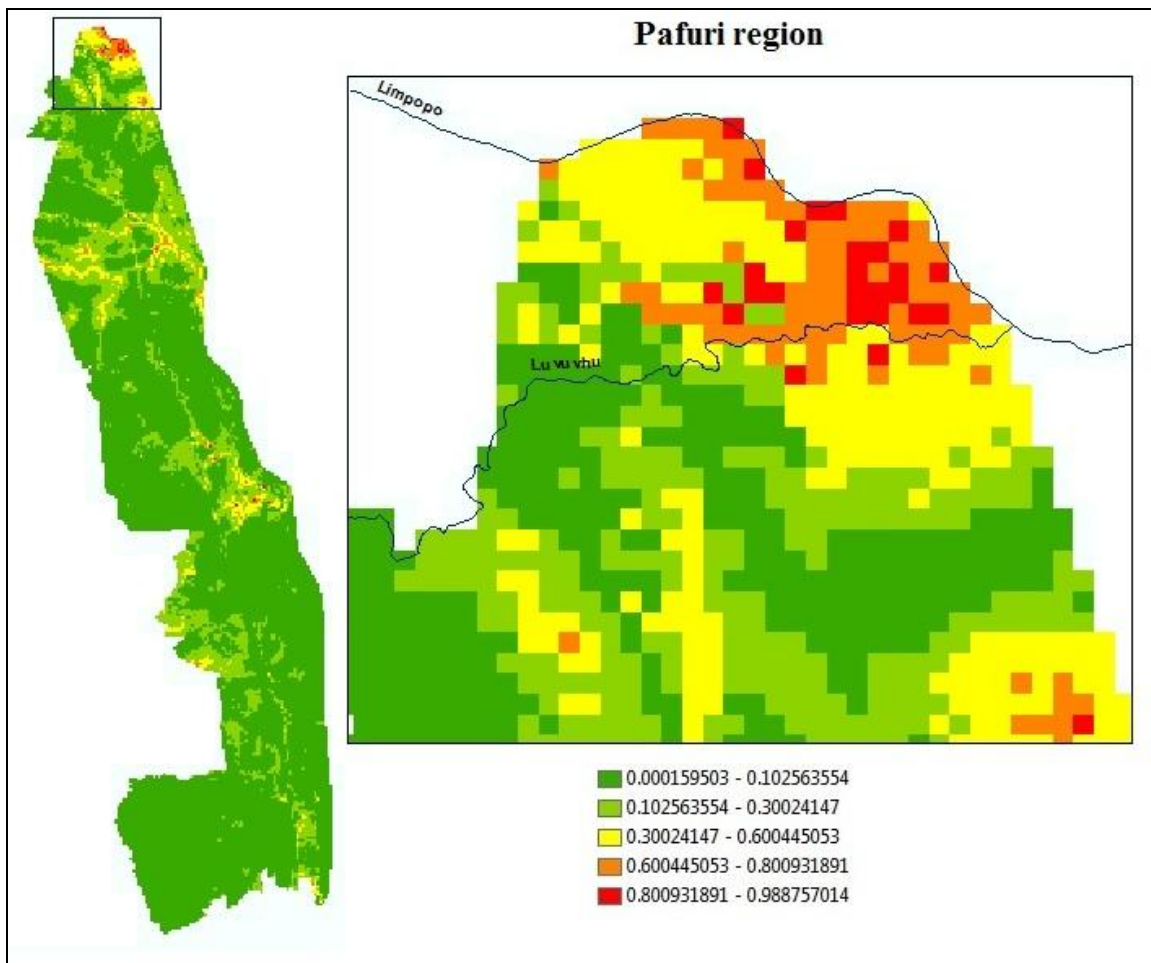 Pafuri region
Limpopo
Lu vu vhu
0.000159503 - 0.102563554
0.102563554 - 0.30024147
0.30024147 - 0.600445053
0.600445053 - 0.800931891
0.800931891 - 0.988757014